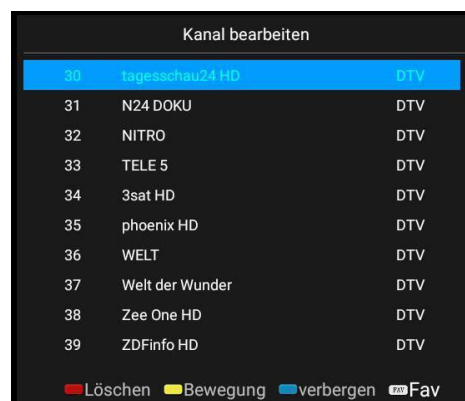 Kanal bearbeiten
30 tagesschau24 HD DTV
31 N24 DOKU DTV
32 NITRO DTV
33 TELE 5 DTV
34 3sat HD DTV
35 phoenix HD DTV
36 WELT DTV
37 Welt der Wunder DTV
38 Zee One HD DTV
39 ZDFinfo HD DTV
Löschen Bewegung verbergen FAV Fav